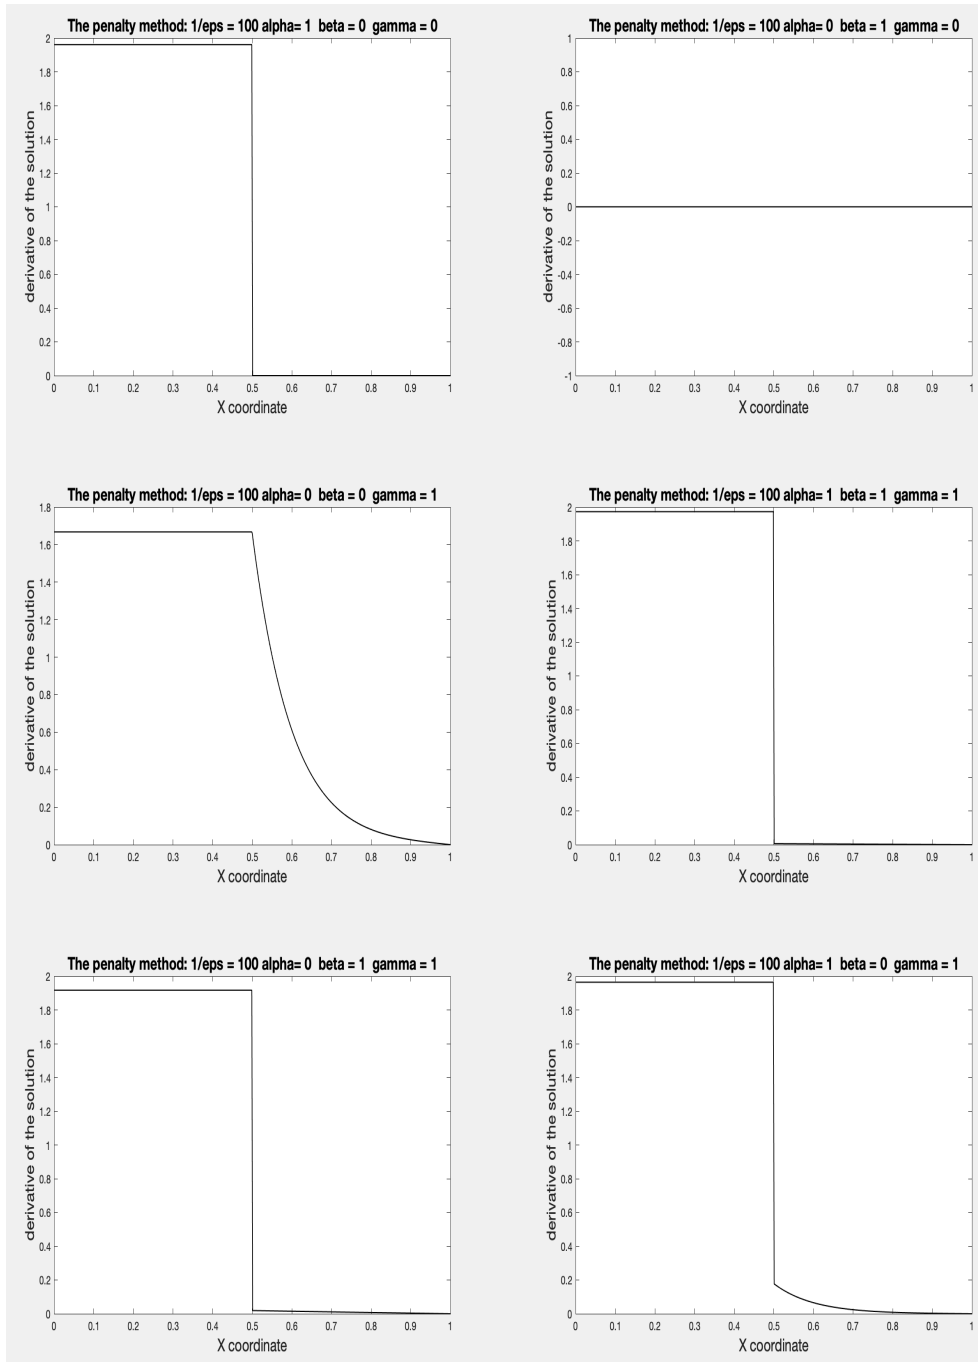 The penalty method: 1/eps = 100 alpha= 1 beta = 0 gamma = 0
2
1.8
1.6
1.4
1.2
1
0.8
0.6
0.4
0.2
0
derivative of the solution
0 0.1 0.2 0.3 0.4 0.5 0.6 0.7 0.8 0.9 1
X coordinate
The penalty method: 1/eps = 100 alpha= 0 beta = 1 gamma = 0
1
0.8
0.6
0.4
0.2
0
-0.2
-0.4
-0.6
-0.8
-1
derivative of the solution
0 0.1 0.2 0.3 0.4 0.5 0.6 0.7 0.8 0.9 1
X coordinate
The penalty method: 1/eps = 100 alpha= 0 beta = 0 gamma = 1
1.8
1.6
1.4
1.2
1
0.8
0.6
0.4
0.2
0
derivative of the solution
0 0.1 0.2 0.3 0.4 0.5 0.6 0.7 0.8 0.9 1
X coordinate
The penalty method: 1/eps = 100 alpha= 1 beta = 1 gamma = 1
2
1.8
1.6
1.4
1.2
1
0.8
0.6
0.4
0.2
0
derivative of the solution
0 0.1 0.2 0.3 0.4 0.5 0.6 0.7 0.8 0.9 1
X coordinate
The penalty method: 1/eps = 100 alpha= 0 beta = 1 gamma = 1
2
1.8
1.6
1.4
1.2
1
0.8
0.6
0.4
0.2
0
derivative of the solution
0 0.1 0.2 0.3 0.4 0.5 0.6 0.7 0.8 0.9 1
X coordinate
The penalty method: 1/eps = 100 alpha= 1 beta = 0 gamma = 1
2
1.8
1.6
1.4
1.2
1
0.8
0.6
0.4
0.2
0
derivative of the solution
0 0.1 0.2 0.3 0.4 0.5 0.6 0.7 0.8 0.9 1
X coordinate